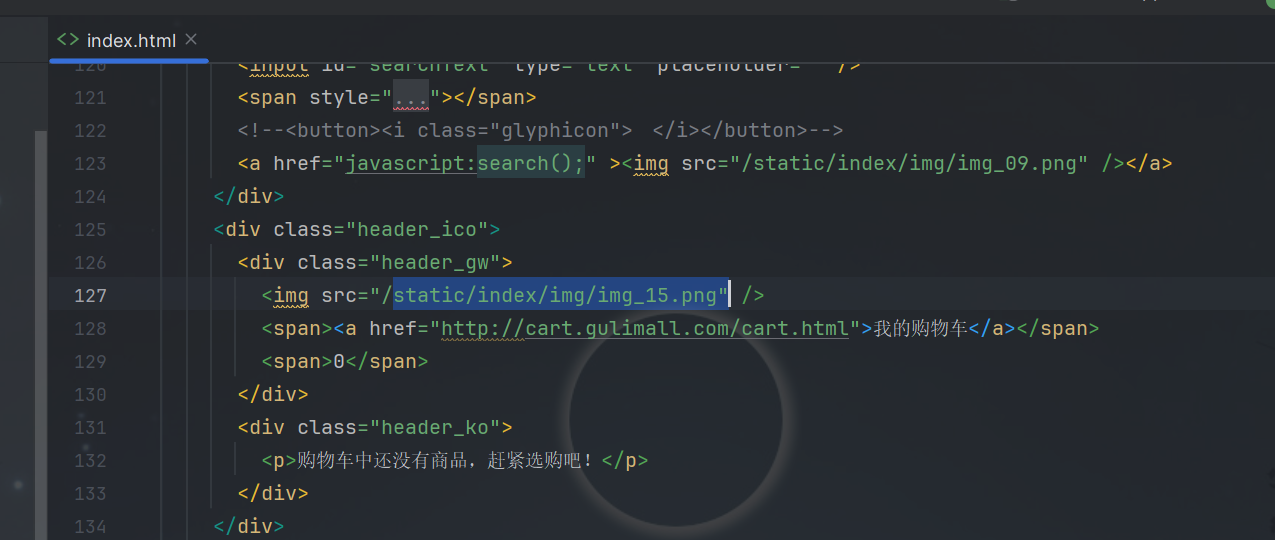 index.html
120 <input id="searchText" type="text" placeholder="" />
121 <span style="..."></span>
122 <!--<button><i class="glyphicon"> </i></button>-->
123 <a href="javascript:search();" ><img src="/static/index/img/img_09.png" /></a>
124 </div>
125 <div class="header_ico">
126 <div class="header_gw">
127 <img src="/static/index/img/img_15.png" />
128 <span><a href="http://cart.gulimall.com/cart.html">我的购物车</a></span>
129 <span>0</span>
130 </div>
131 <div class="header_ko">
132 <p>购物车中还没有商品，赶紧选购吧！</p>
133 </div>
134 </div>